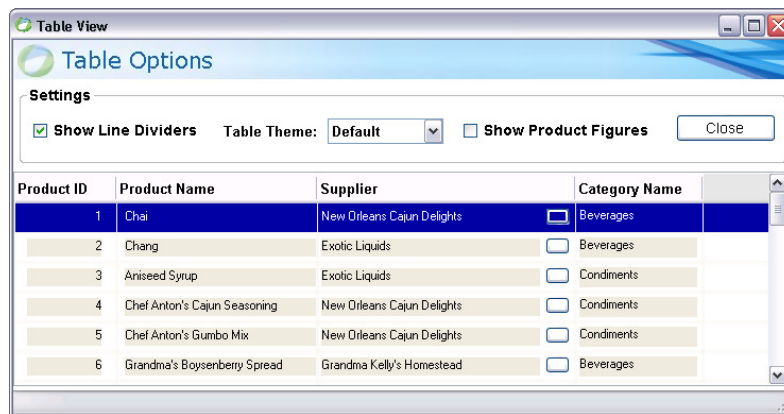 Table View
Table Options
Settings
Show Line Dividers Table Theme: Default Show Product Figures Close
Product ID Product Name Supplier Category Name
1 Chai New Orleans Cajun Delights Beverages
2 Chang Exotic Liquids Beverages
3 Aniseed Syrup Exotic Liquids Condiments
4 Chef Anton's Cajun Seasoning New Orleans Cajun Delights Condiments
5 Chef Anton's Gumbo Mix New Orleans Cajun Delights Condiments
6 Grandma's Boysenberry Spread Grandma Kelly's Homestead Beverages